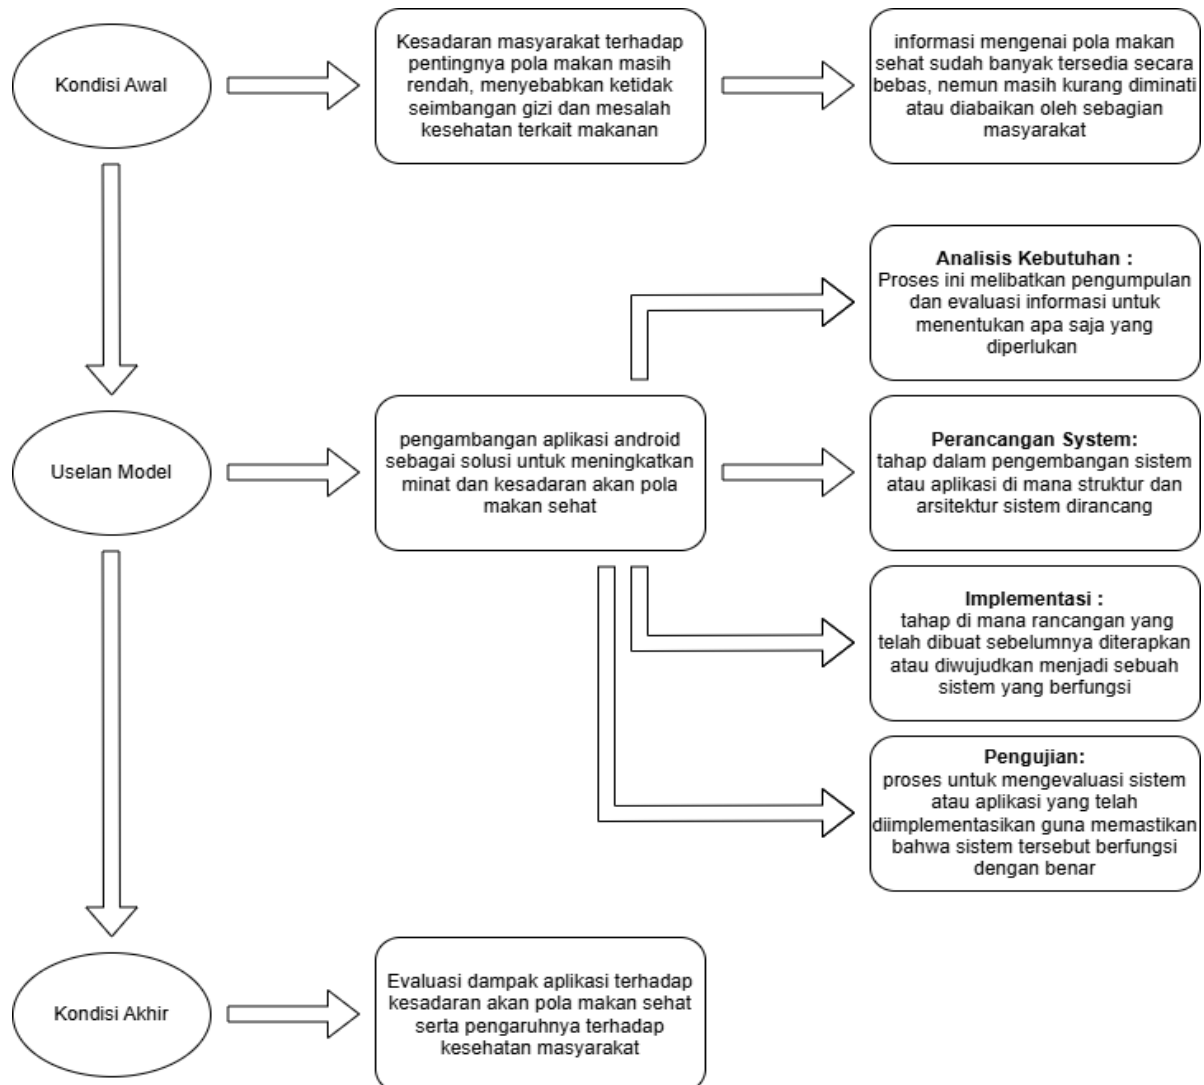 Kondisi Awal
Kesadaran masyarakat terhadap
pentingnya pola makan masih
rendah, menyebabkan ketidak
seimbangan gizi dan mesalah
kesehatan terkait makanan
informasi mengenai pola makan
sehat sudah banyak tersedia secara
bebas, nemun masih kurang diminati
atau diabaikan oleh sebagian
masyarakat
Uselan Model
pengambangan aplikasi android
sebagai solusi untuk meningkatkan
minat dan kesadaran akan pola
makan sehat
Analisis Kebutuhan :
Proses ini melibatkan pengumpulan
dan evaluasi informasi untuk
menentukan apa saja yang
diperlukan
Perancangan System:
tahap dalam pengembangan sistem
atau aplikasi di mana struktur dan
arsitektur sistem dirancang
Implementasi :
tahap di mana rancangan yang
telah dibuat sebelumnya diterapkan
atau diwujudkan menjadi sebuah
sistem yang berfungsi
Pengujian:
proses untuk mengevaluasi sistem
atau aplikasi yang telah
diimplementasikan guna memastikan
bahwa sistem tersebut berfungsi
dengan benar
Kondisi Akhir
Evaluasi dampak aplikasi terhadap
kesadaran akan pola makan sehat
serta pengaruhnya terhadap
kesehatan masyarakat